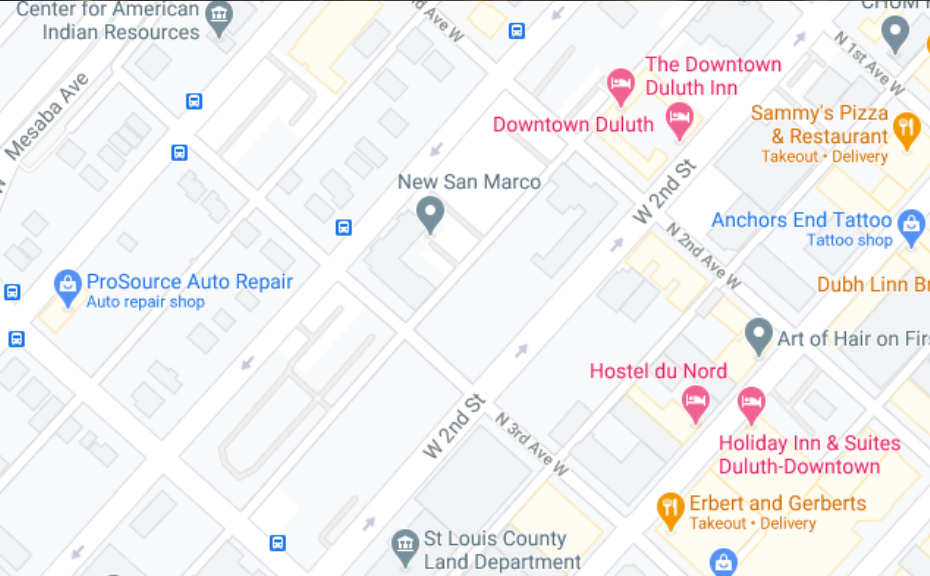 Center for American
Indian Resources
Ave W
Mesaba Ave
W
N 1st Ave W
The Downtown
Duluth Inn
Downtown Duluth
Sammy's Pizza
& Restaurant
Takeout • Delivery
New San Marco
W 2nd St
Anchors End Tattoo
Tattoo shop
N 2nd Ave W
ProSource Auto Repair
Auto repair shop
Dubh Linn
Art of Hair on
Hostel du Nord
W 2nd St
N 3rd Ave W
Holiday Inn & Suites
Duluth-Downtown
Erbert and Gerberts
Takeout • Delivery
St Louis County
Land Department